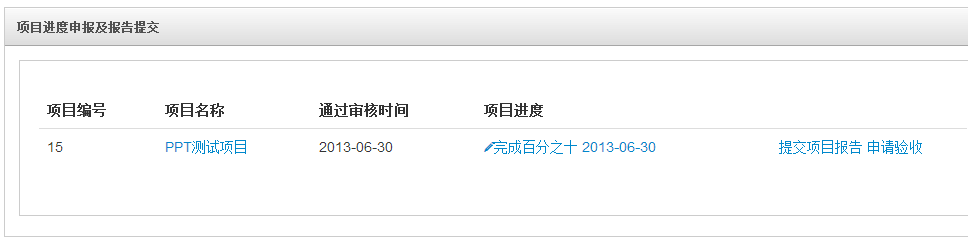 项目进度申报及报告提交
项目编号 项目名称 通过审核时间 项目进度
15 PPT测试项目 2013-06-30 完成百分之十 2013-06-30 提交项目报告 申请验收